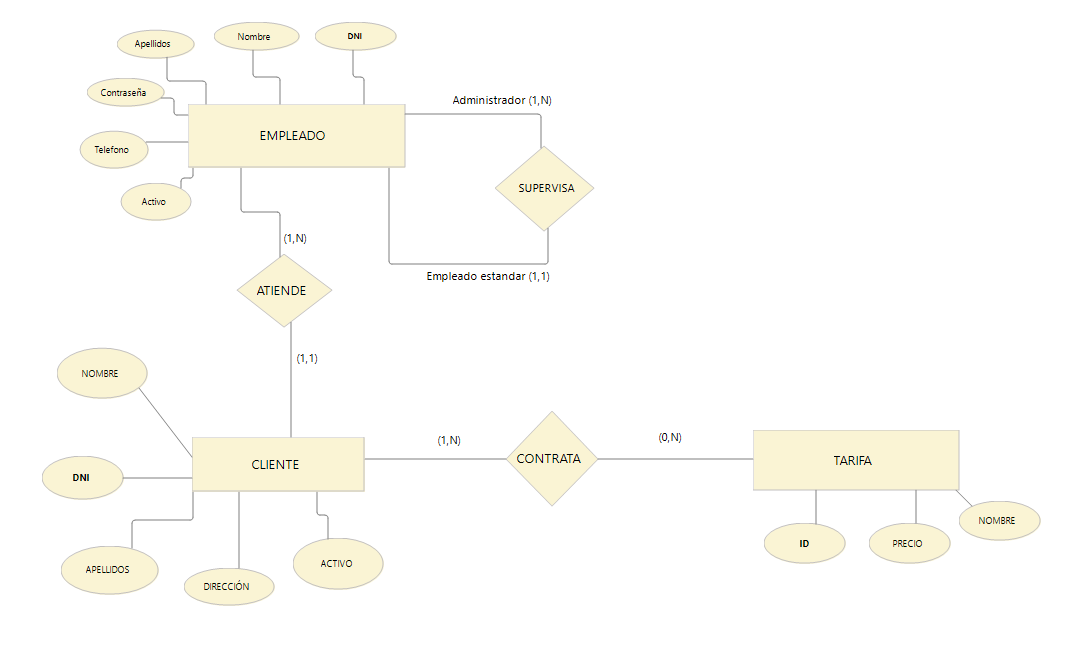 Apellidos
Nombre
DNI
Contraseña
Administrador (1,N)
EMPLEADO
Telefono
SUPERVISA
Activo
(1,N)
Empleado estandar (1,1)
ATIENDE
(1,1)
NOMBRE
(1,N)
(0,N)
CLIENTE
CONTRATA
TARIFA
DNI
NOMBRE
ID
PRECIO
APELLIDOS
ACTIVO
DIRECCIÓN